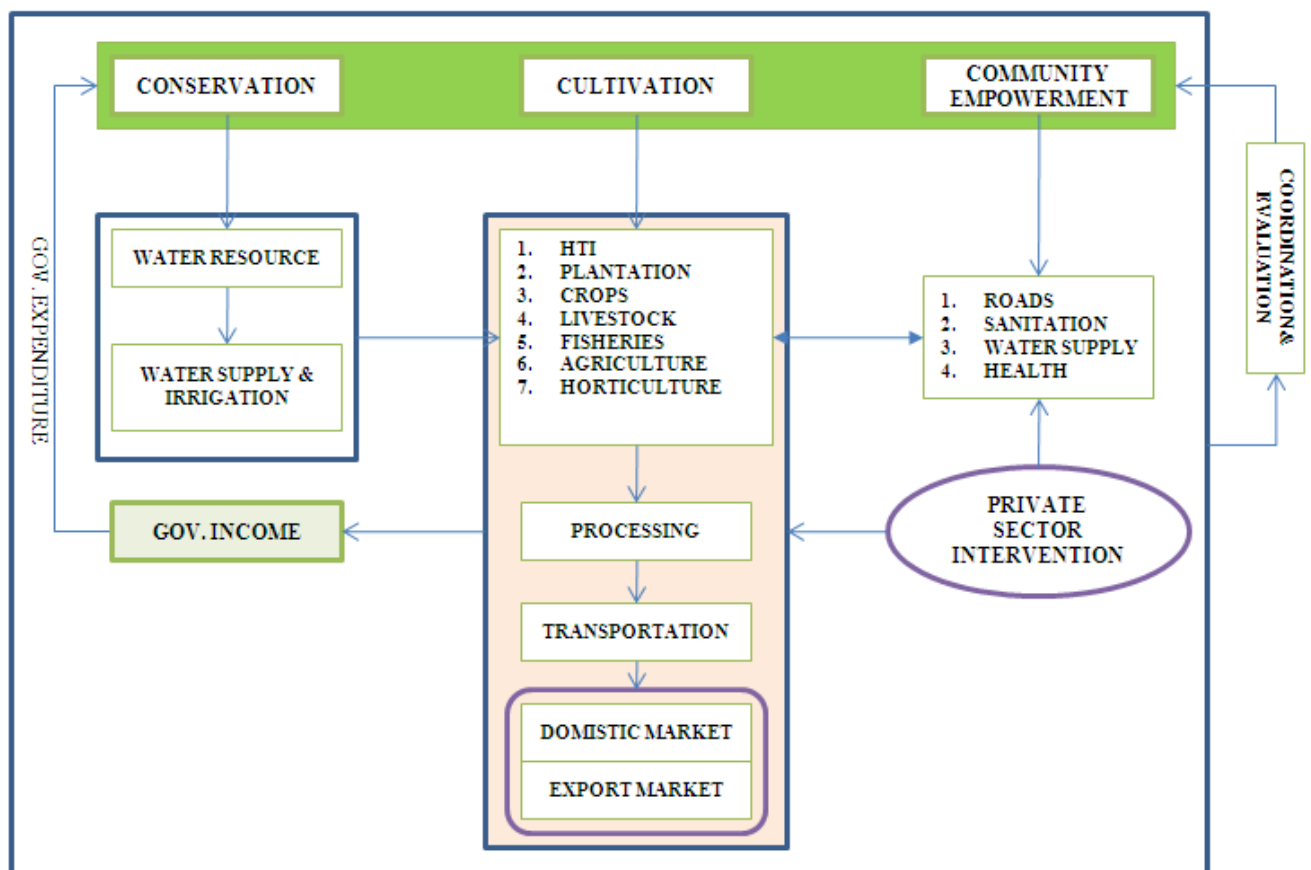 CONSERVATION
CULTIVATION
COMMUNITY
EMPOWERMENT
GOV. EXPENDITURE
WATER RESOURCE
WATER SUPPLY &
IRRIGATION
1. HTI
2. PLANTATION
3. CROPS
4. LIVESTOCK
5. FISHERIES
6. AGRICULTURE
7. HORTICULTURE
1. ROADS
2. SANITATION
3. WATER SUPPLY
4. HEALTH
COORDINATION&
EVALUATION
GOV. INCOME
PROCESSING
PRIVATE
SECTOR
INTERVENTION
TRANSPORTATION
DOMISTIC MARKET
EXPORT MARKET